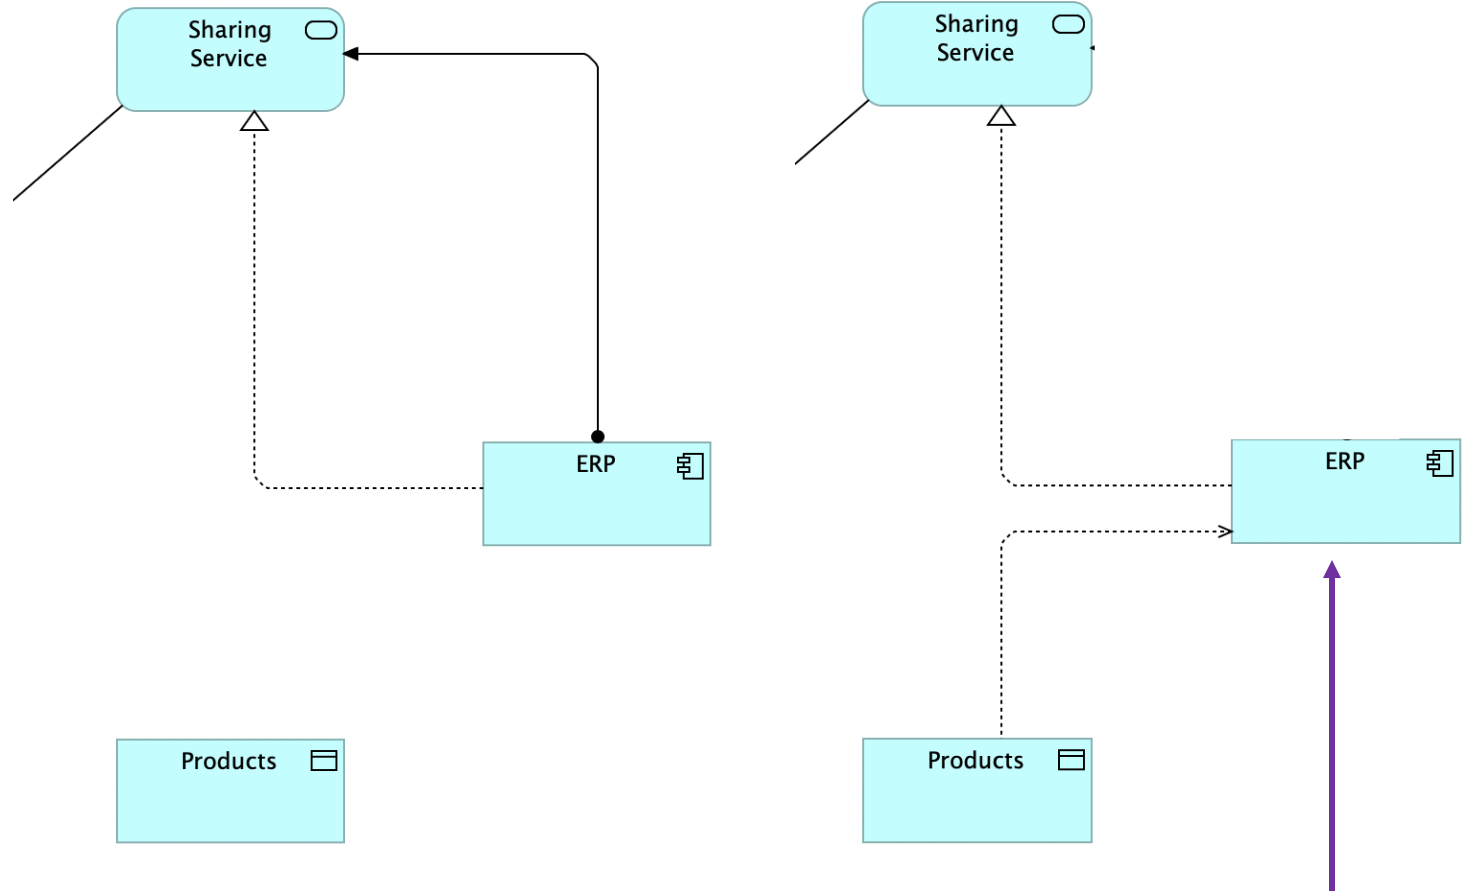 Sharing
Service
ERP
Products
Sharing
Service
ERP
Products